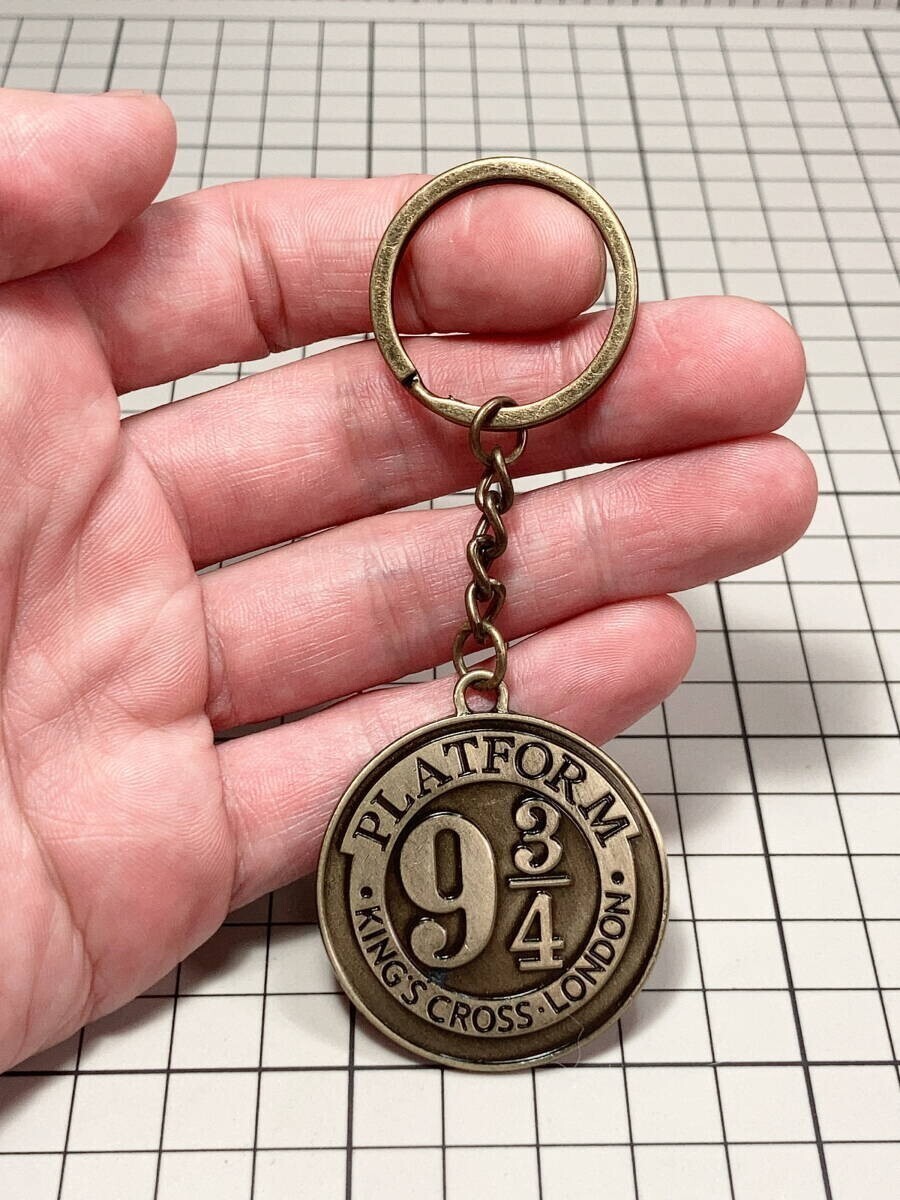 PLATFORM
9 3/4
• KING'S CROSS • LONDON •